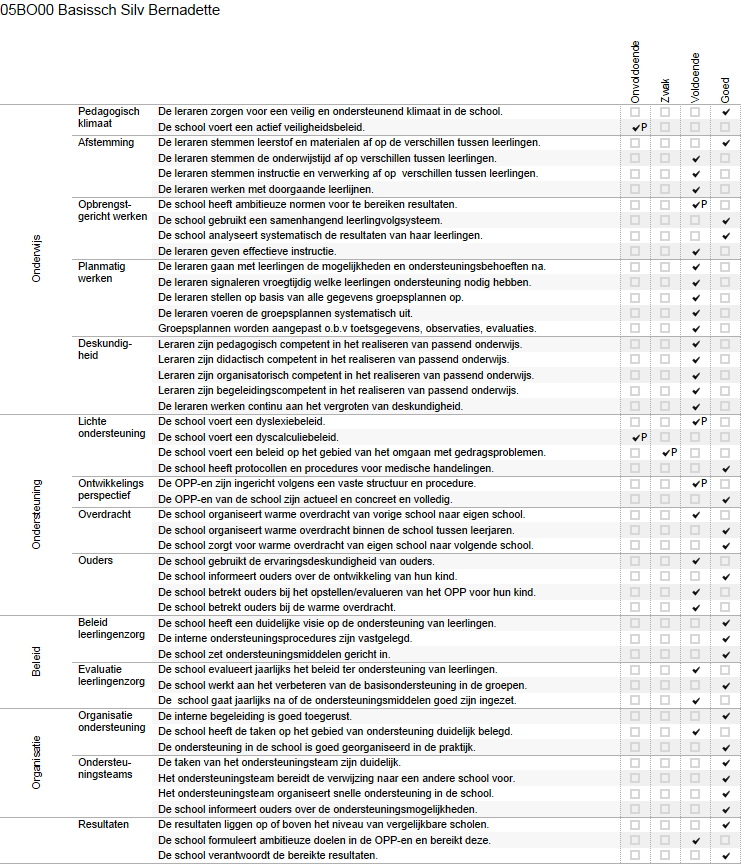 05BO00 Basissch Silv Bernadette
Onvoldoende
Zwak
Voldoende
Goed
Onderwijs
Pedagogisch klimaat
De leraren zorgen voor een veilig en ondersteunend klimaat in de school.
De school voert een actief veiligheidsbeleid. P
Afstemming
De leraren stemmen leerstof en materialen af op de verschillen tussen leerlingen.
De leraren stemmen de onderwijstijd af op verschillen tussen leerlingen.
De leraren stemmen instructie en verwerking af op verschillen tussen leerlingen.
De leraren werken met doorgaande leerlijnen.
Opbrengst-
gericht werken
De school heeft ambitieuze normen voor te bereiken resultaten. P
De school gebruikt een samenhangend leerlingvolgsysteem.
De school analyseert systematisch de resultaten van haar leerlingen.
De leraren geven effectieve instructie.
Planmatig
werken
De leraren gaan met leerlingen de mogelijkheden en ondersteuningsbehoeften na.
De leraren signaleren vroegtijdig welke leerlingen ondersteuning nodig hebben.
De leraren stellen op basis van alle gegevens groepsplannen op.
De leraren voeren de groepsplannen systematisch uit.
Groepsplannen worden aangepast o.b.v toetsgegevens, observaties, evaluaties.
Deskundig-
heid
Leraren zijn pedagogisch competent in het realiseren van passend onderwijs.
Leraren zijn didactisch competent in het realiseren van passend onderwijs.
Leraren zijn organisatorisch competent in het realiseren van passend onderwijs.
Leraren zijn begeleidingscompetent in het realiseren van passend onderwijs.
De leraren werken continu aan het vergroten van deskundigheid.
Ondersteuning
Lichte
ondersteuning
De school voert een dyslexiebeleid. P
De school voert een dyscalculiebeleid. P
De school voert een beleid op het gebied van het omgaan met gedragsproblemen. P
De school heeft protocollen en procedures voor medische handelingen.
Ontwikkelings
perspectief
De OPP-en zijn ingericht volgens een vaste structuur en procedure. P
De OPP-en van de school zijn actueel en concreet en volledig.
Overdracht
De school organiseert warme overdracht van vorige school naar eigen school.
De school organiseert warme overdracht binnen de school tussen leerjaren.
De school zorgt voor warme overdracht van eigen school naar volgende school.
Ouders
De school gebruikt de ervaringsdeskundigheid van ouders.
De school informeert ouders over de ontwikkeling van hun kind.
De school betrekt ouders bij het opstellen/evalueren van het OPP voor hun kind.
De school betrekt ouders bij de warme overdracht.
Beleid
Beleid
leerlingenzorg
De school heeft een duidelijke visie op de ondersteuning van leerlingen.
De interne ondersteuningsprocedures zijn vastgelegd.
De school zet ondersteuningsmiddelen gericht in.
Evaluatie
leerlingenzorg
De school evalueert jaarlijks het beleid ter ondersteuning van leerlingen.
De school werkt aan het verbeteren van de basisondersteuning in de groepen.
De school gaat jaarlijks na of de ondersteuningsmiddelen goed zijn ingezet.
Organisatie
Organisatie
ondersteuning
De interne begeleiding is goed toegerust.
De school heeft de taken op het gebied van ondersteuning duidelijk belegd.
De ondersteuning in de school is goed georganiseerd in de praktijk.
Ondersteu-
ningsteams
De taken van het ondersteuningsteam zijn duidelijk.
Het ondersteuningsteam bereidt de verwijzing naar een andere school voor.
Het ondersteuningsteam organiseert snelle ondersteuning in de school.
De school informeert ouders over de ondersteuningsmogelijkheden.
Resultaten
De resultaten liggen op of boven het niveau van vergelijkbare scholen.
De school formuleert ambitieuze doelen in de OPP-en en bereikt deze.
De school verantwoordt de bereikte resultaten.